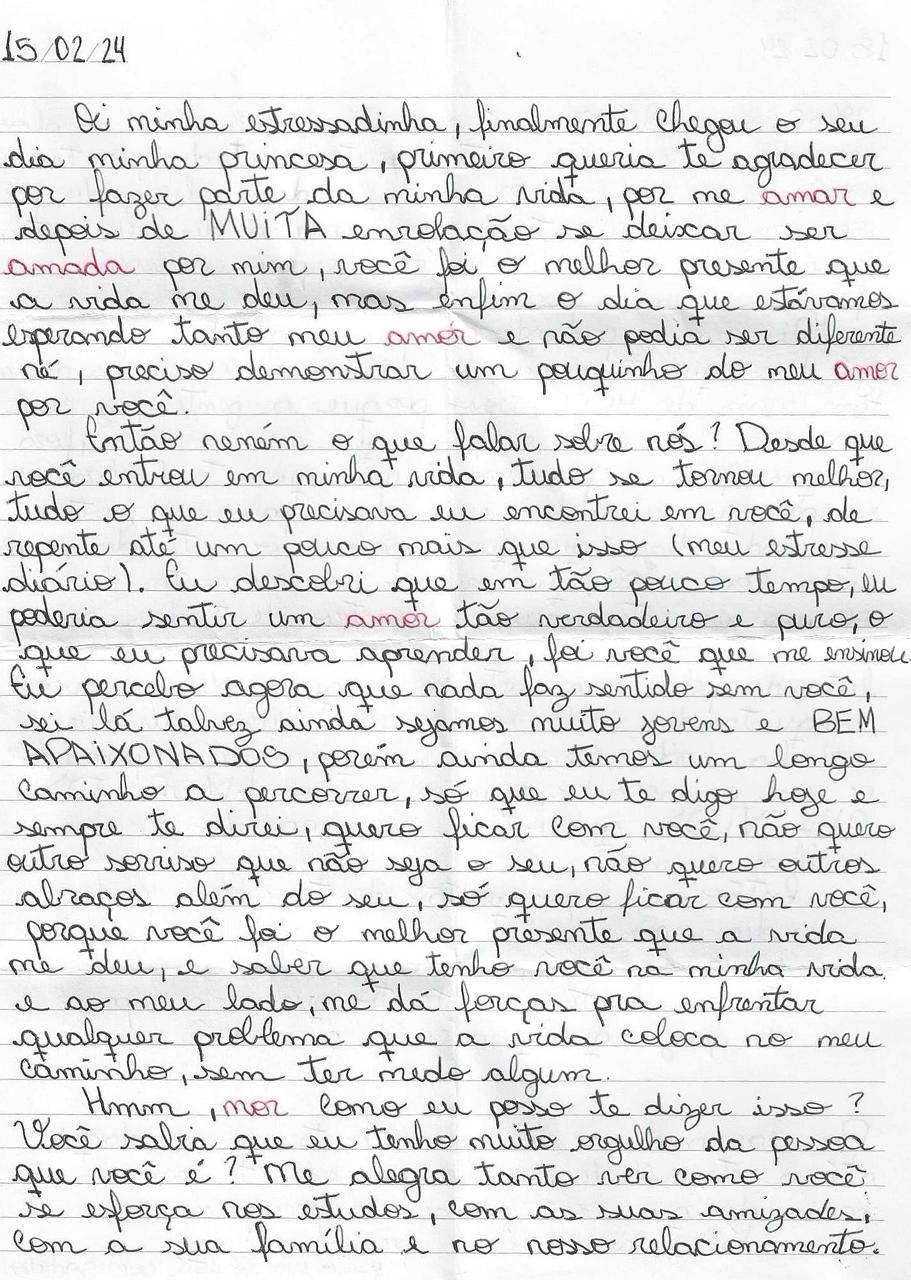 15/02/24
Oi minha estressadinha, finalmente chegou o seu
dia minha princesa, primeiro queria te agradecer
por fazer parte da minha vida, por me amar e
depois de MUITA enrolação se deixar ser
amada por mim, você foi o melhor presente que
a vida me deu, mas enfim o dia que estávamos
esperando tanto meu amor e não podia ser diferente
né, preciso demonstrar um pouquinho do meu amor
por você.
Então neném o que falar sobre nós? Desde que
você entrou em minha vida, tudo se tornou melhor,
tudo o que eu precisava eu encontrei em você, de
repente até um pouco mais que isso (meu estresse
diário). Eu descobri que em tão pouco tempo, eu
poderia sentir um amor tão verdadeiro e puro, o
que eu precisava aprender, foi você que me ensinou.
Eu percebo agora que nada faz sentido sem você,
sei lá talvez ainda sejamos muito jovens e BEM
APAIXONADOS, porém ainda temos um longo
caminho a percorrer, só que eu te digo hoje e
sempre te direi, quero ficar com você, não quero
outro sorriso que não seja o seu, não quero outros
abraços além do seu, só quero ficar com você,
porque você foi o melhor presente que a vida
me deu, e saber que tenho você na minha vida
e ao meu lado, me dá forças pra enfrentar
qualquer problema que a vida coloca no meu
caminho, sem ter medo algum.
Hmm, mor como eu posso te dizer isso?
Você sabia que eu tenho muito orgulho da pessoa
que você é? Me alegra tanto ver como você
se esforça nos estudos, com as suas amizades,
com a sua família e no nosso relacionamento.